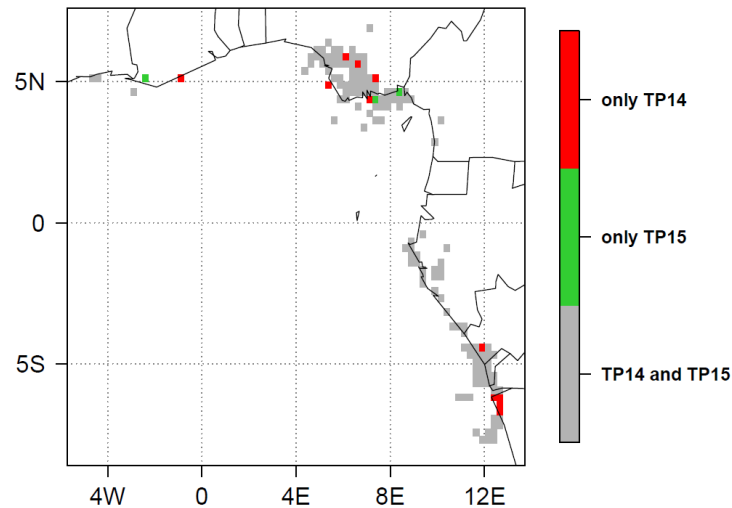 5N
0
5S
4W 0 4E 8E 12E
only TP14
only TP15
TP14 and TP15